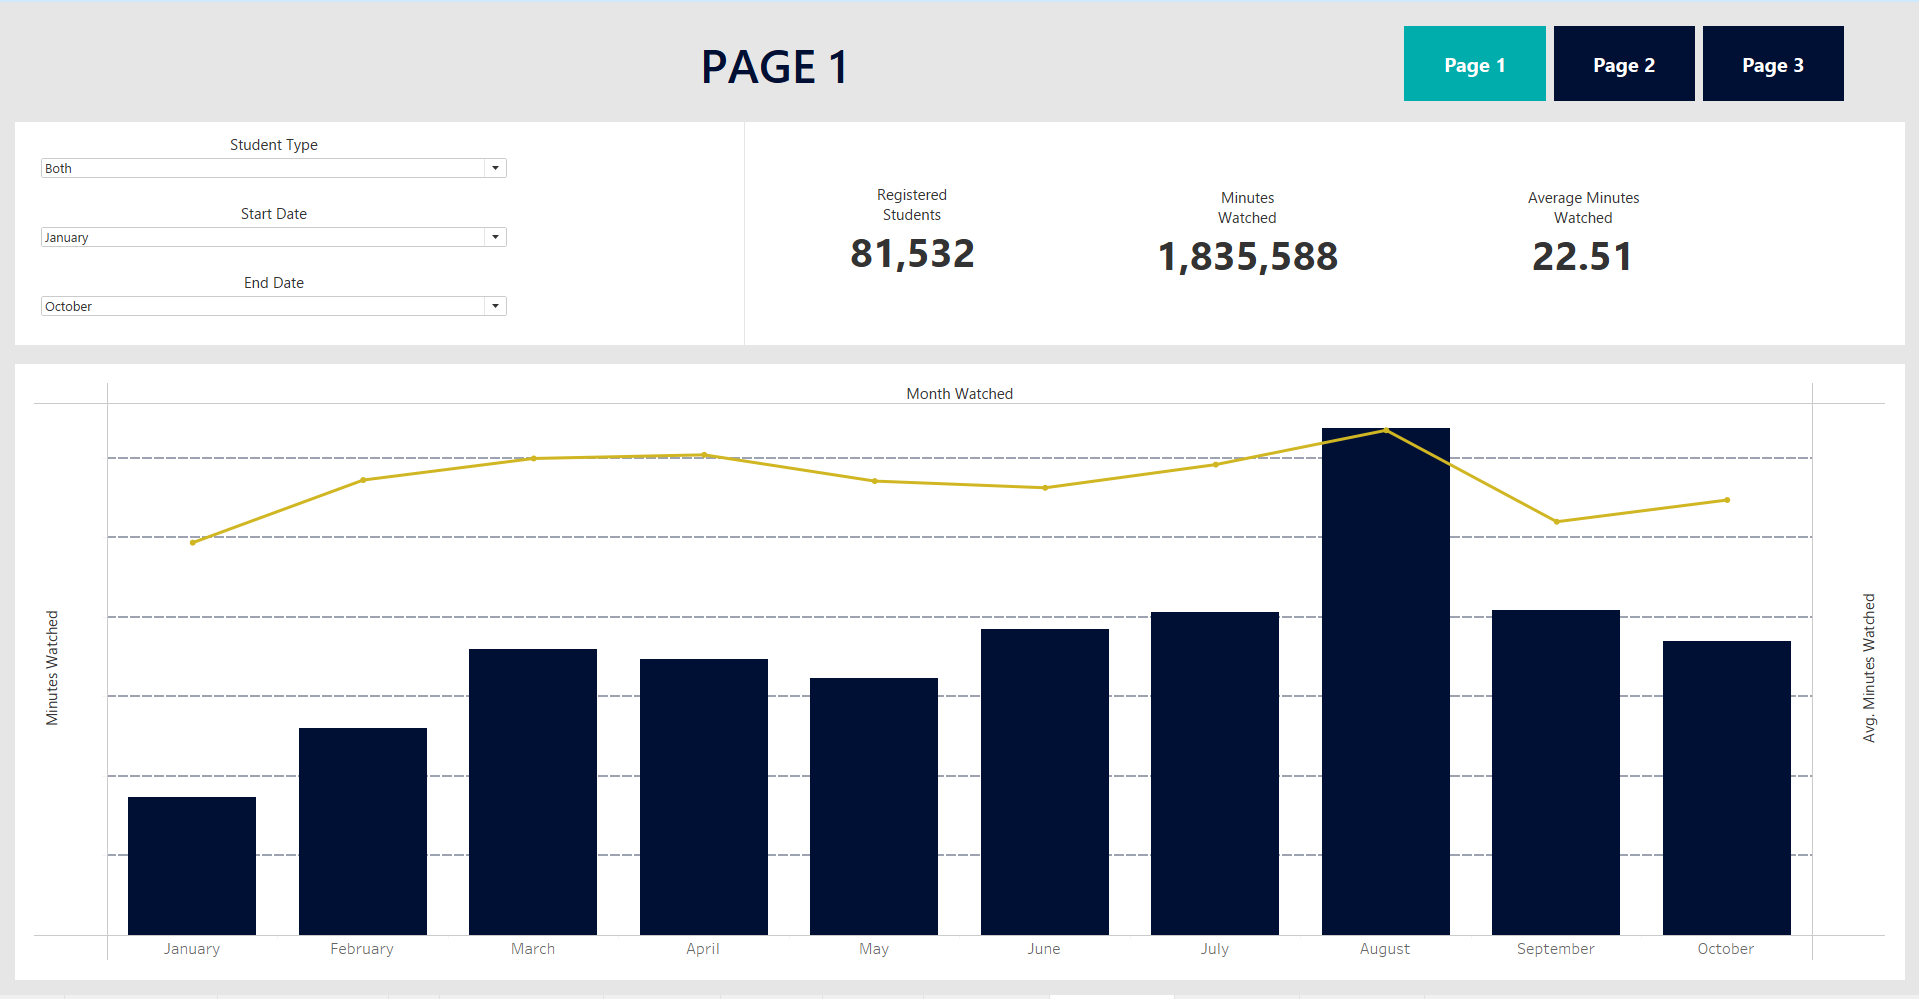 PAGE 1
Page 1
Page 2
Page 3
Student Type
Both
Start Date
January
End Date
October
Registered
Students
81,532
Minutes
Watched
1,835,588
Average Minutes
Watched
22.51
Month Watched
Minutes Watched
Avg. Minutes Watched
January
February
March
April
May
June
July
August
September
October